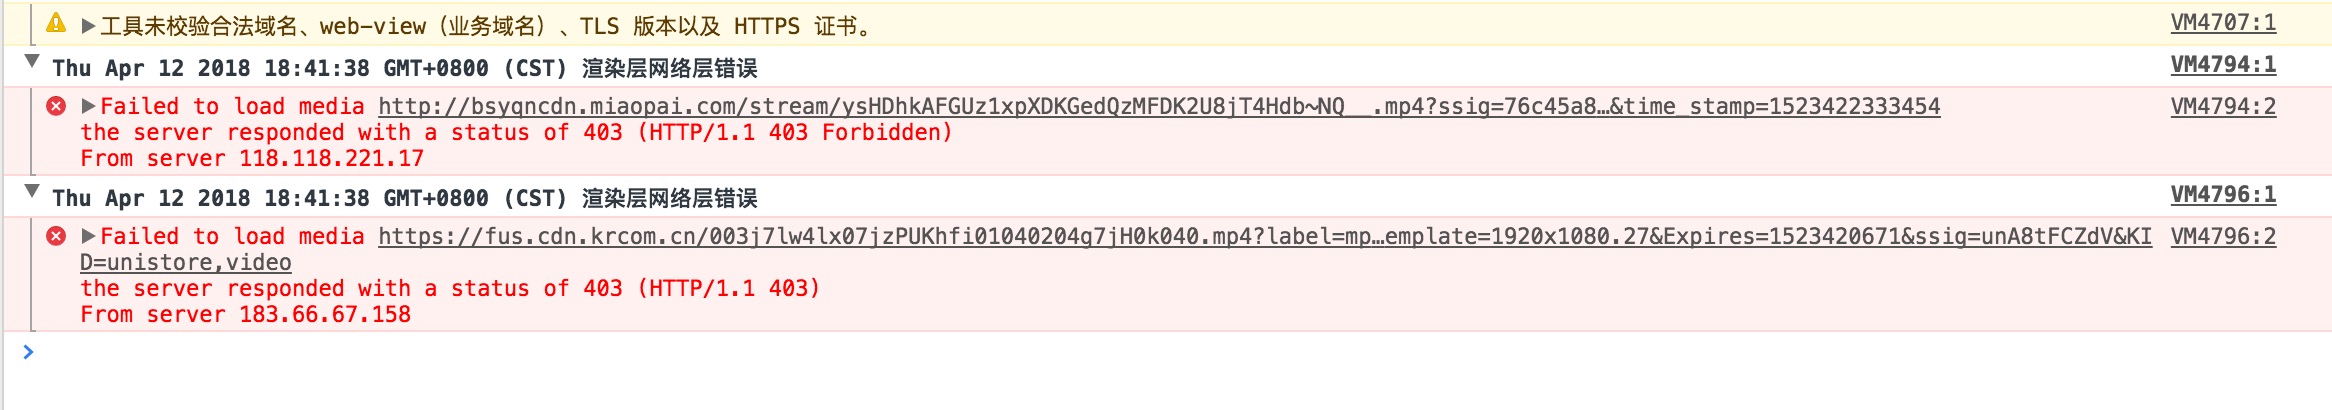 工具未校验合法域名、web-view（业务域名）、TLS 版本以及 HTTPS 证书。 VM4707:1
Thu Apr 12 2018 18:41:38 GMT+0800 (CST) 渲染层网络层错误 VM4794:1
Failed to load media http://bsyqncdn.miaopai.com/stream/ysHDhkAFGUz1xpXDKGedQzMFDK2U8jT4Hdb~NQ__.mp4?ssig=76c45a8…&time_stamp=1523422333454 VM4794:2
the server responded with a status of 403 (HTTP/1.1 403 Forbidden)
From server 118.118.221.17
Thu Apr 12 2018 18:41:38 GMT+0800 (CST) 渲染层网络层错误 VM4796:1
Failed to load media https://fus.cdn.krcom.cn/003j7lw4lx07jzPUKhfi01040204g7jH0k040.mp4?label=mp…emplate=1920x1080.27&Expires=1523420671&ssig=unA8tFCZdV&KI VM4796:2
D=unistore,video
the server responded with a status of 403 (HTTP/1.1 403)
From server 183.66.67.158